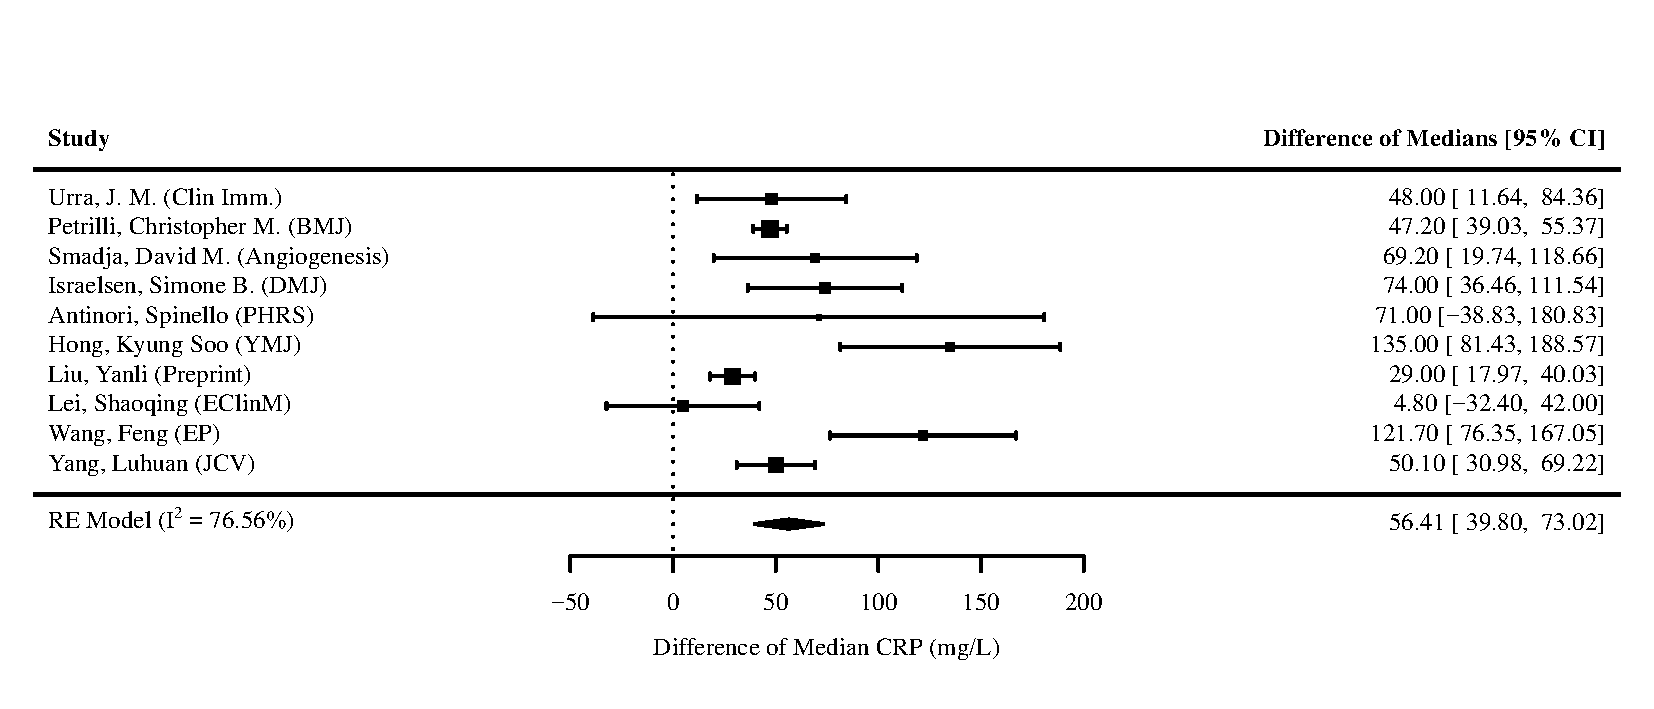 Study Difference of Medians [95% CI]
Urra, J. M. (Clin Imm.) 48.00 [ 11.64, 84.36]
Petrilli, Christopher M. (BMJ) 47.20 [ 39.03, 55.37]
Smadja, David M. (Angiogenesis) 69.20 [ 19.74, 118.66]
Israelsen, Simone B. (DMJ) 74.00 [ 36.46, 111.54]
Antinori, Spinello (PHRS) 71.00 [−38.83, 180.83]
Hong, Kyung Soo (YMJ) 135.00 [ 81.43, 188.57]
Liu, Yanli (Preprint) 29.00 [ 17.97, 40.03]
Lei, Shaoqing (EClinM) 4.80 [−32.40, 42.00]
Wang, Feng (EP) 121.70 [ 76.35, 167.05]
Yang, Luhuan (JCV) 50.10 [ 30.98, 69.22]
RE Model (I² = 76.56%) 56.41 [ 39.80, 73.02]
−50 0 50 100 150 200
Difference of Median CRP (mg/L)